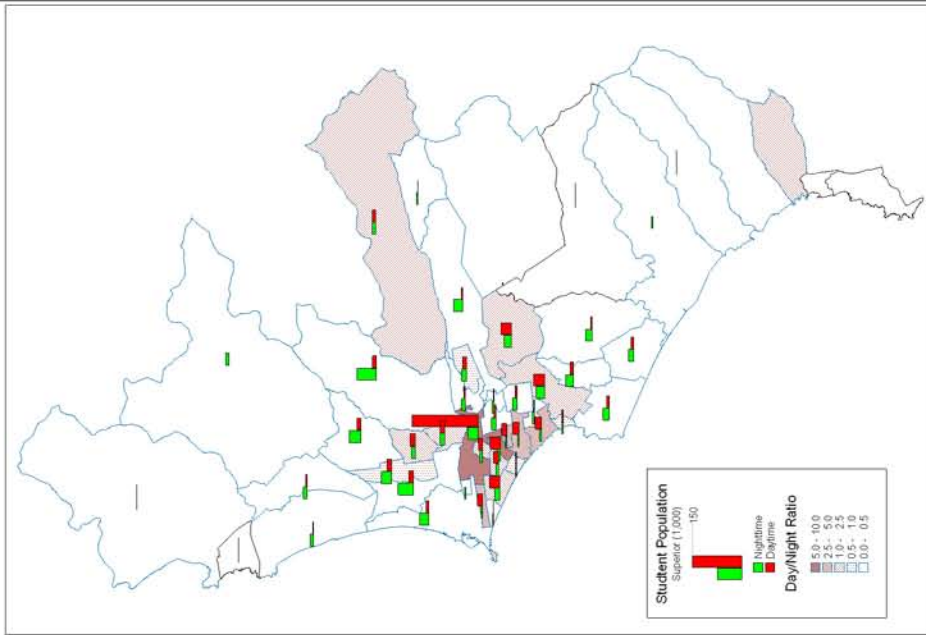 Studtent Population
Superior (1,000)
150
Nighttime
Daytime
Day/Night Ratio
5.0 - 10.0
2.5 - 5.0
1.0 - 2.5
0.5 - 1.0
0.0 - 0.5